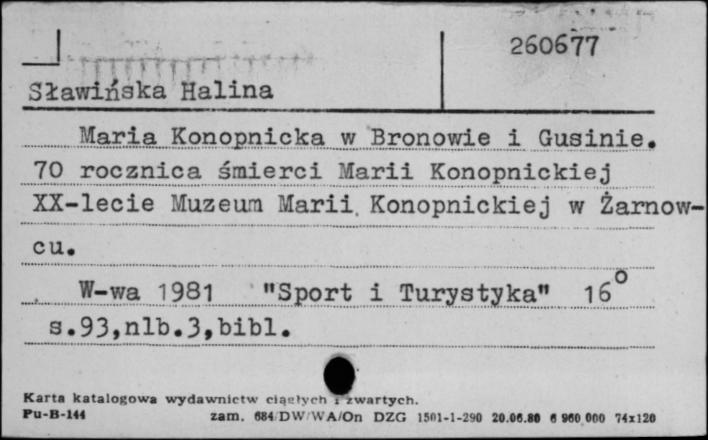 260677
Sławińska Halina
Maria Konopnicka w Bronowie i Gusinie.
70 rocznica śmierci Marii Konopnickiej
XX-lecie Muzeum Marii Konopnickiej w Żarnow-
cu.
W-wa 1981 "Sport i Turystyka" 16°
s.93,nlb.3,bibl.
Karta katalogowa wydawnictw ciągłych i zwartych.
Pu-B-144 zam. 684/DW/WA/On DZG 1501-1-290 20.06.80 6 960 000 74x120